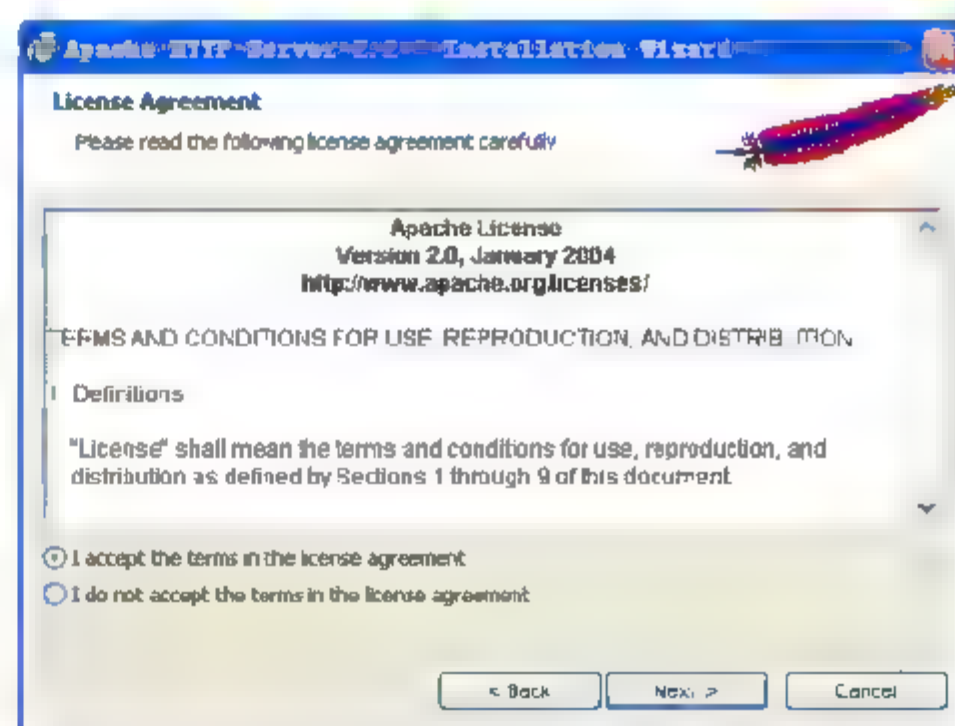 Apache HTTP Server Installation Wizard
License Agreement
Please read the following license agreement carefully
Apache License
Version 2.0, January 2004
http://www.apache.org/licenses/
TERMS AND CONDITIONS FOR USE, REPRODUCTION, AND DISTRIBUTION
Definitions
"License" shall mean the terms and conditions for use, reproduction, and
distribution as defined by Sections 1 through 9 of this document.
I accept the terms in the license agreement
I do not accept the terms in the license agreement
< Back
Next >
Cancel